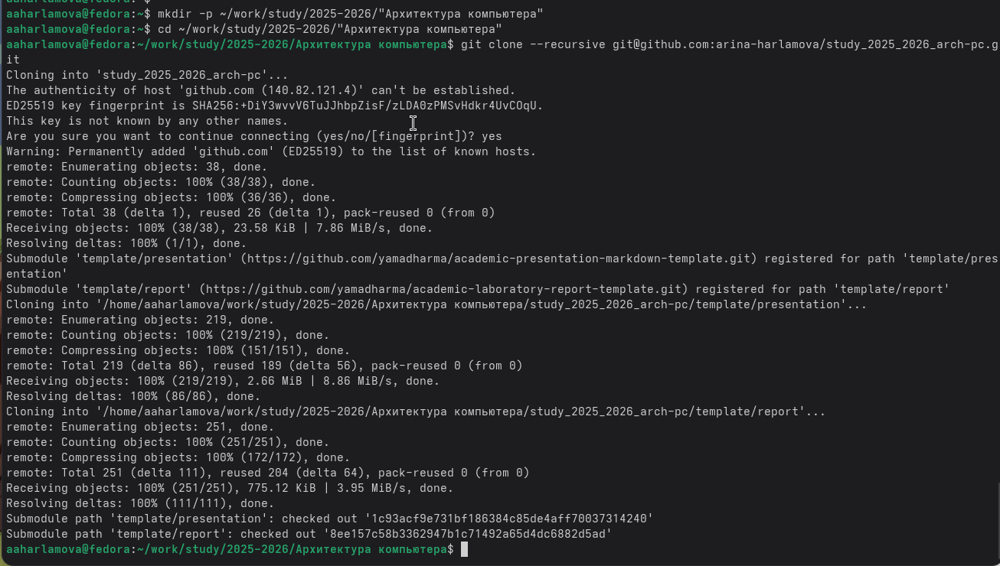 aaharlamova@fedora:~$ mkdir -p ~/work/study/2025-2026/"Архитектура компьютера"
aaharlamova@fedora:~$ cd ~/work/study/2025-2026/"Архитектура компьютера"
aaharlamova@fedora:~/work/study/2025-2026/Архитектура компьютера$ git clone --recursive git@github.com:arina-harlamova/study_2025_2026_arch-pc.g
it
Cloning into 'study_2025_2026_arch-pc'...
The authenticity of host 'github.com (140.82.121.4)' can't be established.
ED25519 key fingerprint is SHA256:+DiY3wvvV6TuJJhbpZisF/zLDA0zPMSvHdkr4UvCOqU.
This key is not known by any other names.
Are you sure you want to continue connecting (yes/no/[fingerprint])? yes
Warning: Permanently added 'github.com' (ED25519) to the list of known hosts.
remote: Enumerating objects: 38, done.
remote: Counting objects: 100% (38/38), done.
remote: Compressing objects: 100% (36/36), done.
remote: Total 38 (delta 1), reused 26 (delta 1), pack-reused 0 (from 0)
Receiving objects: 100% (38/38), 23.58 KiB | 7.86 MiB/s, done.
Resolving deltas: 100% (1/1), done.
Submodule 'template/presentation' (https://github.com/yamadharma/academic-presentation-markdown-template.git) registered for path 'template/pres
entation'
Submodule 'template/report' (https://github.com/yamadharma/academic-laboratory-report-template.git) registered for path 'template/report'
Cloning into '/home/aaharlamova/work/study/2025-2026/Архитектура компьютера/study_2025_2026_arch-pc/template/presentation'...
remote: Enumerating objects: 219, done.
remote: Counting objects: 100% (219/219), done.
remote: Compressing objects: 100% (151/151), done.
remote: Total 219 (delta 86), reused 189 (delta 56), pack-reused 0 (from 0)
Receiving objects: 100% (219/219), 2.66 MiB | 8.86 MiB/s, done.
Resolving deltas: 100% (86/86), done.
Cloning into '/home/aaharlamova/work/study/2025-2026/Архитектура компьютера/study_2025_2026_arch-pc/template/report'...
remote: Enumerating objects: 251, done.
remote: Counting objects: 100% (251/251), done.
remote: Compressing objects: 100% (172/172), done.
remote: Total 251 (delta 111), reused 204 (delta 64), pack-reused 0 (from 0)
Receiving objects: 100% (251/251), 775.12 KiB | 3.95 MiB/s, done.
Resolving deltas: 100% (111/111), done.
Submodule path 'template/presentation': checked out '1c93acf9e731bf186384c85de4aff70037314240'
Submodule path 'template/report': checked out '8ee157c58b3362947b1c71492a65d4dc6882d5ad'
aaharlamova@fedora:~/work/study/2025-2026/Архитектура компьютера$